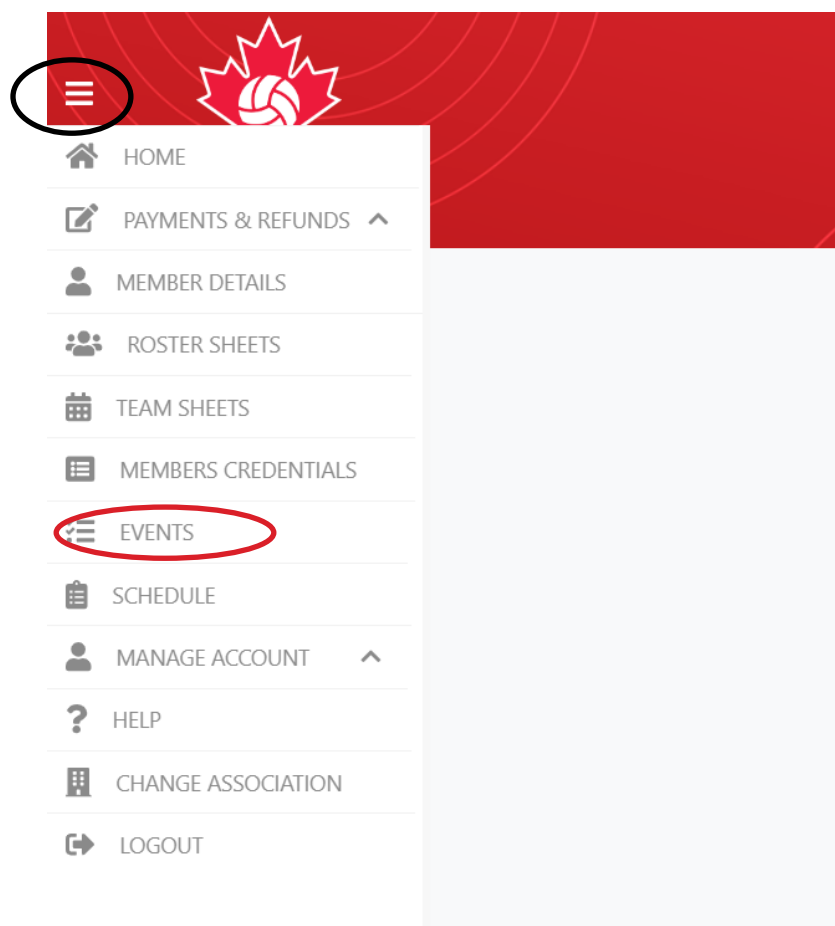 HOME
PAYMENTS & REFUNDS
MEMBER DETAILS
ROSTER SHEETS
TEAM SHEETS
MEMBERS CREDENTIALS
EVENTS
SCHEDULE
MANAGE ACCOUNT
HELP
CHANGE ASSOCIATION
LOGOUT